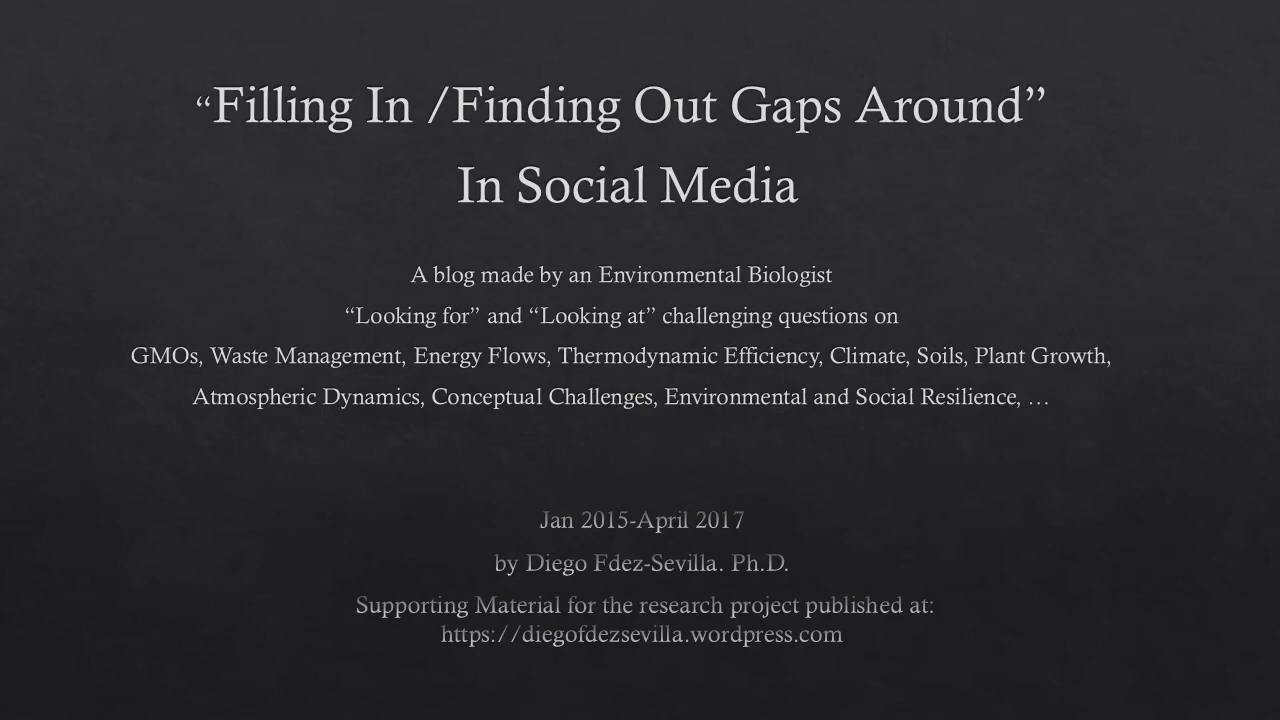 “Filling In /Finding Out Gaps Around”
In Social Media
A blog made by an Environmental Biologist
“Looking for” and “Looking at” challenging questions on
GMOs, Waste Management, Energy Flows, Thermodynamic Efficiency, Climate, Soils, Plant Growth,
Atmospheric Dynamics, Conceptual Challenges, Environmental and Social Resilience, …
Jan 2015-April 2017
by Diego Fdez-Sevilla. Ph.D.
Supporting Material for the research project published at:
https://diegofdezsevilla.wordpress.com